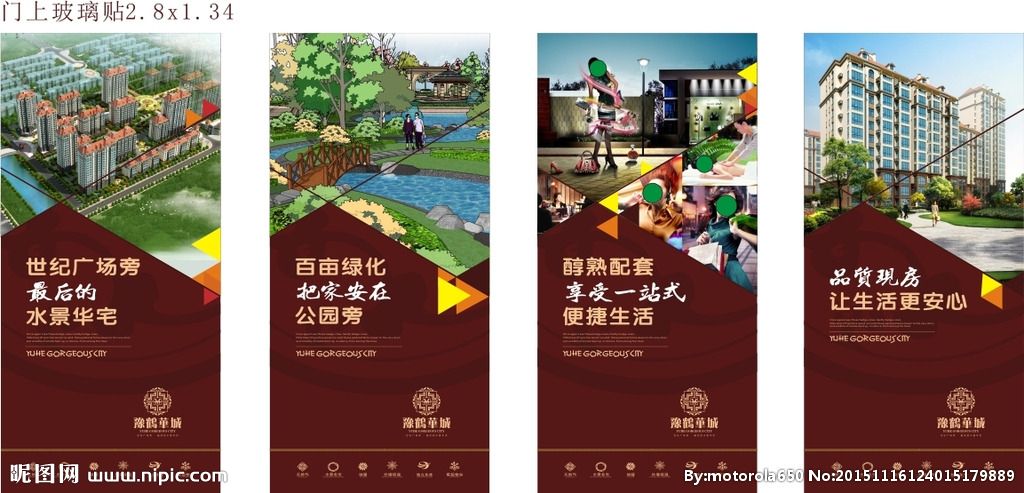 门上玻璃贴2.8x1.34
世纪广场旁
最后的
水景华宅
YUHE GORGEOUS CITY
豫鶴華城
百亩绿化
把家安在
公园旁
YUHE GORGEOUS CITY
豫鶴華城
醇熟配套
享受一站式
便捷生活
YUHE GORGEOUS CITY
豫鶴華城
品質現房
让生活更安心
YUHE GORGEOUS CITY
豫鶴華城
昵图网 www.nipic.com
By:motorola650 No:20151116124015179889